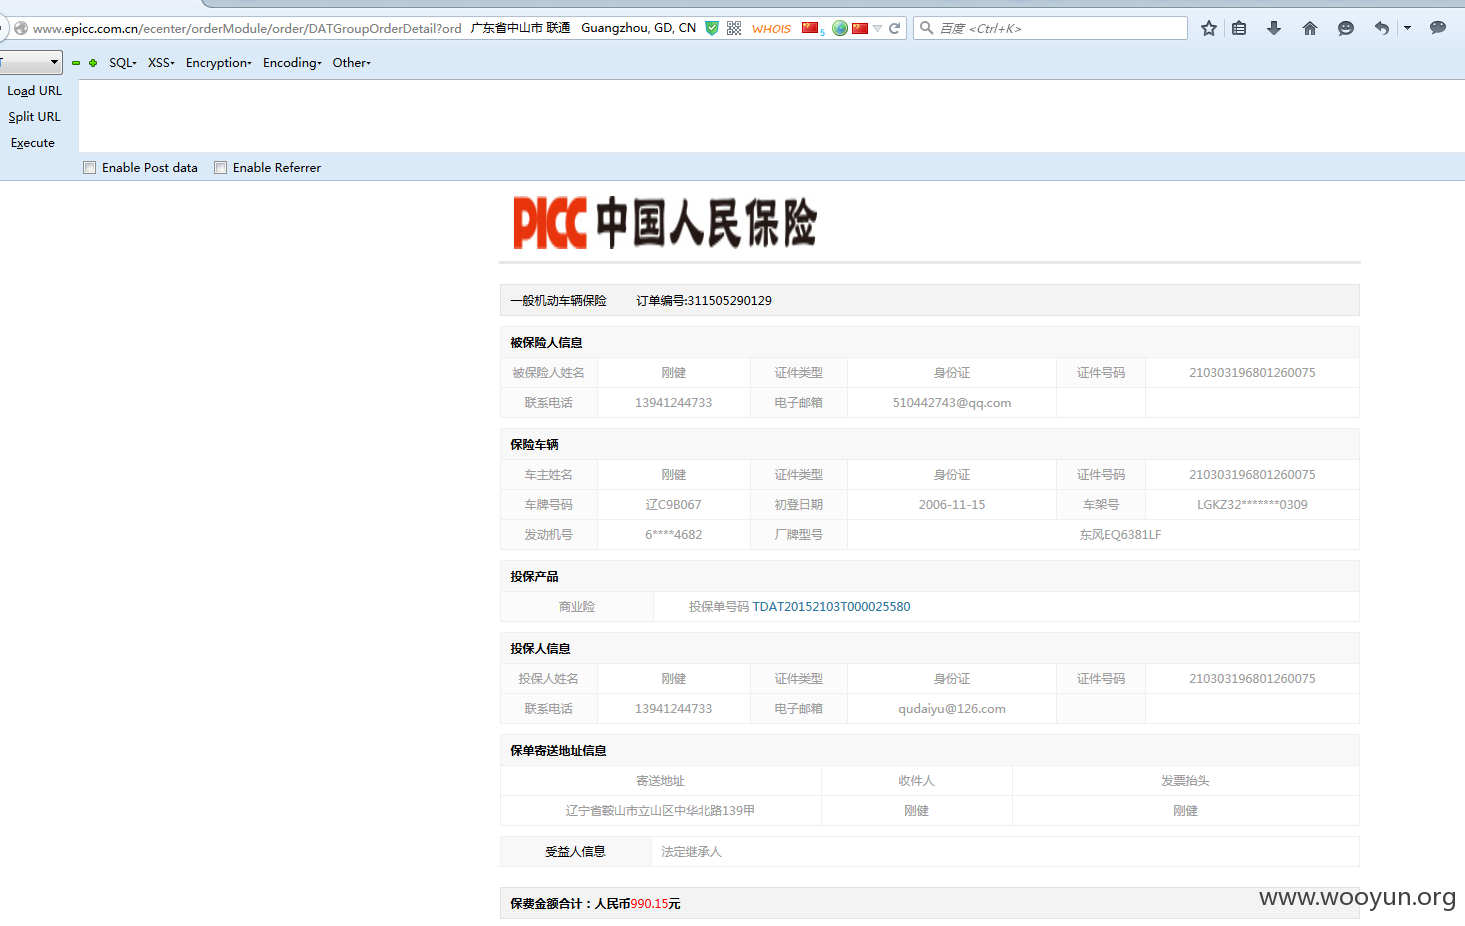 www.epicc.com.cn/ecenter/orderModule/order/DATGroupOrderDetail?ord 广东省中山市 联通 Guangzhou, GD, CN WHOIS 5 百度 <Ctrl+K>
SQL XSS Encryption Encoding Other
Load URL
Split URL
Execute
Enable Post data Enable Referrer
PICC 中国人民保险
一般机动车辆保险 订单编号:311505290129
被保险人信息
被保险人姓名 刚健 证件类型 身份证 证件号码 210303196801260075
联系电话 13941244733 电子邮箱 510442743@qq.com
保险车辆
车主姓名 刚健 证件类型 身份证 证件号码 210303196801260075
车牌号码 辽C9B067 初登日期 2006-11-15 车架号 LGKZ32*******0309
发动机号 6****4682 厂牌型号 东风EQ6381LF
投保产品
商业险 投保单号码 TDAT20152103T000025580
投保人信息
投保人姓名 刚健 证件类型 身份证 证件号码 210303196801260075
联系电话 13941244733 电子邮箱 qudaiyu@126.com
保单寄送地址信息
寄送地址 收件人 发票抬头
辽宁省鞍山市立山区中华北路139甲 刚健 刚健
受益人信息 法定继承人
保费金额合计：人民币990.15元
www.wooyun.org